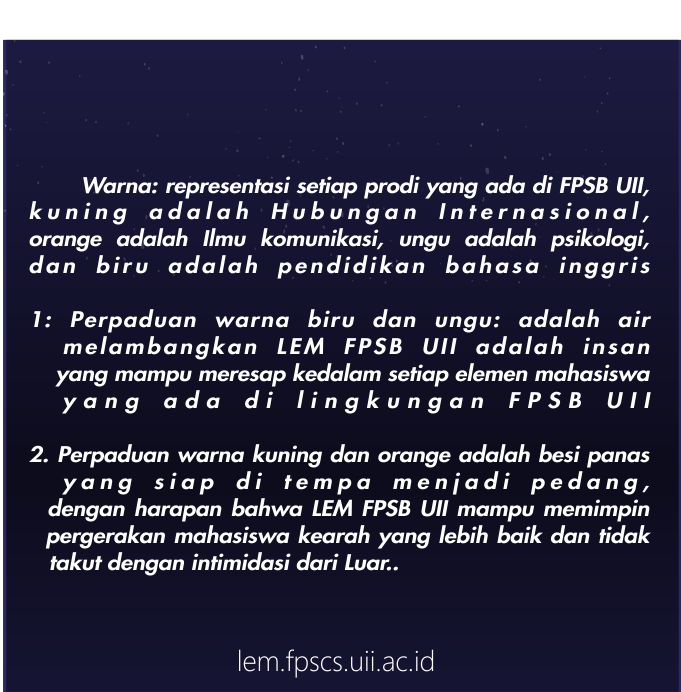 Warna: representasi setiap prodi yang ada di FPSB UII,
kuning adalah Hubungan Internasional,
orange adalah Ilmu komunikasi, ungu adalah psikologi,
dan biru adalah pendidikan bahasa inggris
1: Perpaduan warna biru dan ungu: adalah air
melambangkan LEM FPSB UII adalah insan
yang mampu meresap kedalam setiap elemen mahasiswa
yang ada di lingkungan FPSB UII
2. Perpaduan warna kuning dan orange adalah besi panas
yang siap di tempa menjadi pedang,
dengan harapan bahwa LEM FPSB UII mampu memimpin
pergerakan mahasiswa kearah yang lebih baik dan tidak
takut dengan intimidasi dari Luar..
lem.fpscs.uii.ac.id